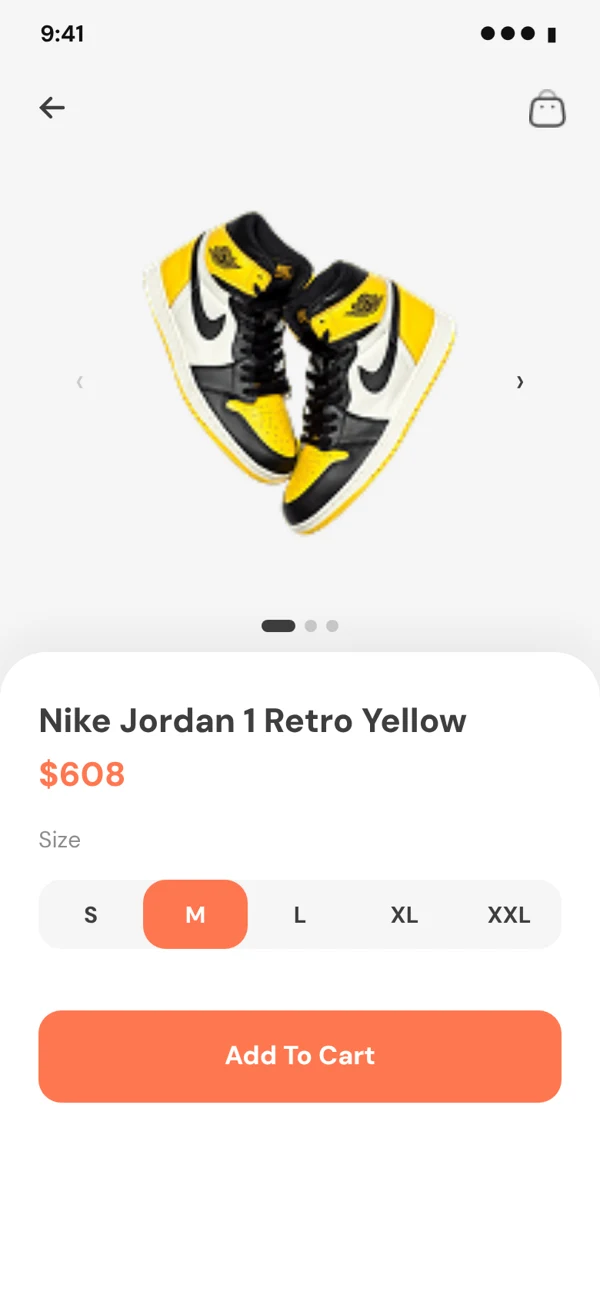 9:41
Nike Jordan 1 Retro Yellow
$608
Size
S M L XL XXL
Add To Cart